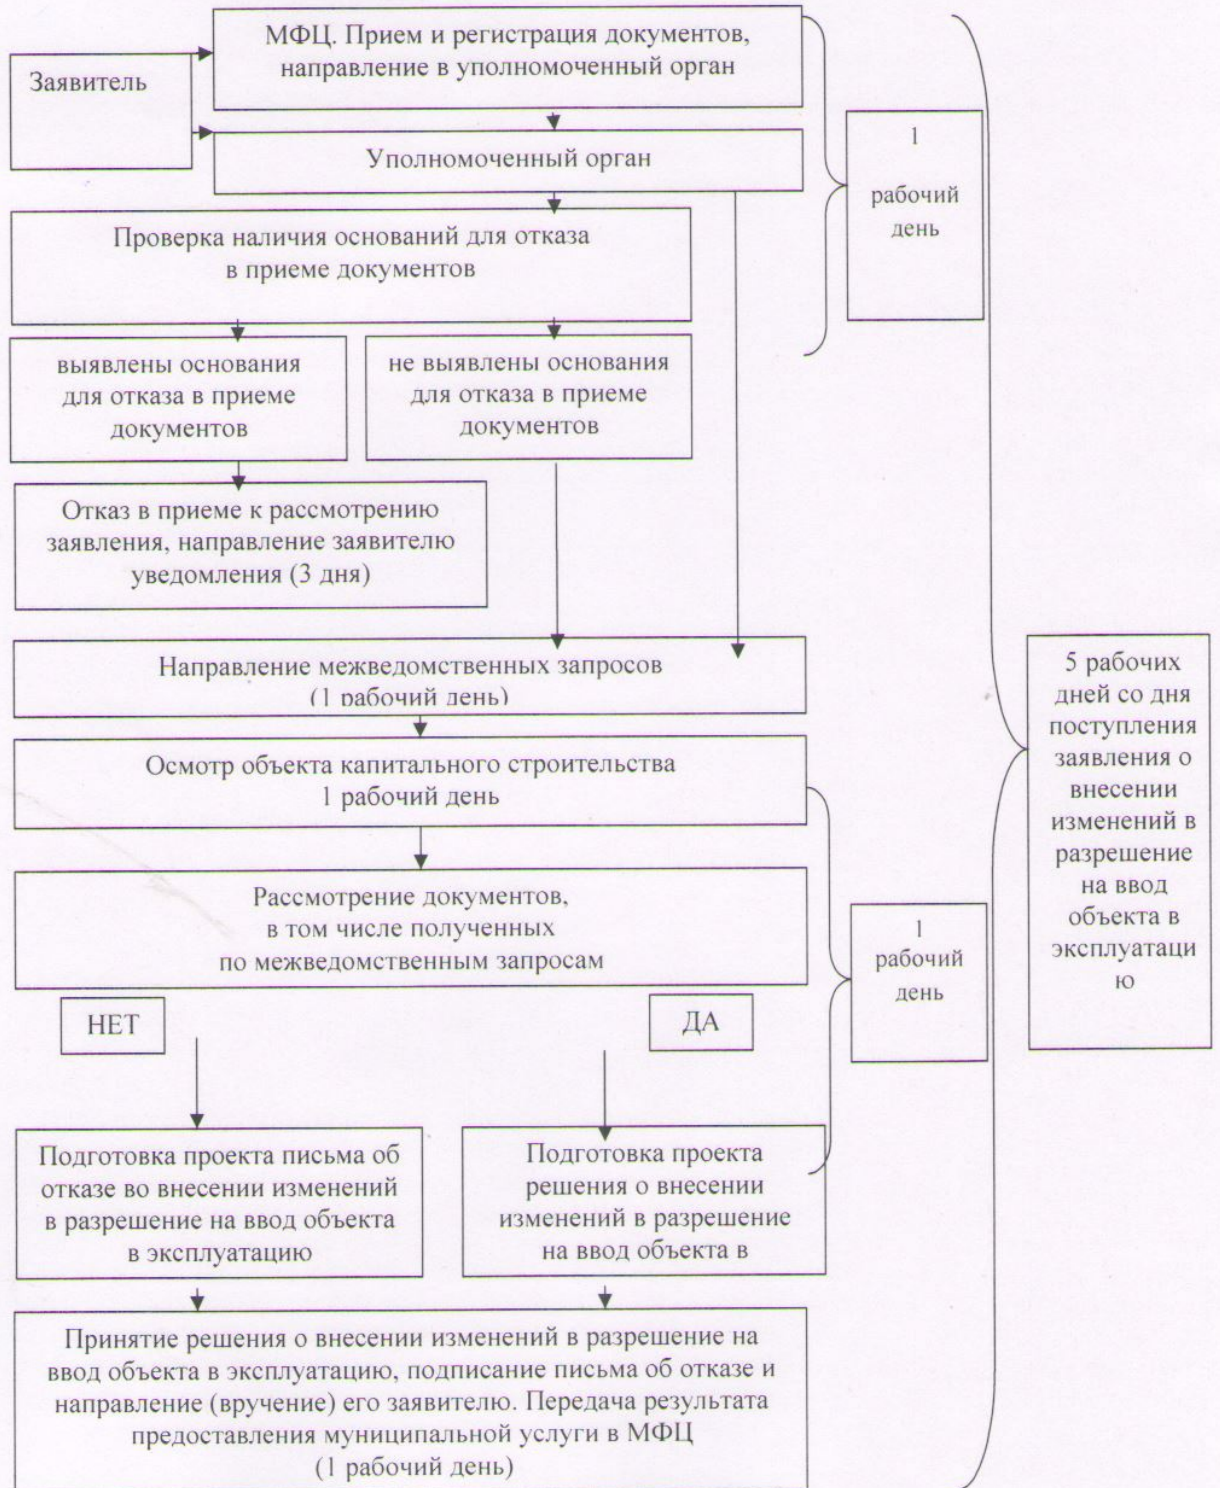 МФЦ. Прием и регистрация документов,
направление в уполномоченный орган
Заявитель
Уполномоченный орган
1
рабочий
день
Проверка наличия оснований для отказа
в приеме документов
выявлены основания
для отказа в приеме
документов
не выявлены основания
для отказа в приеме
документов
Отказ в приеме к рассмотрению
заявления, направление заявителю
уведомления (3 дня)
Направление межведомственных запросов
(1 рабочий день)
5 рабочих
дней со дня
поступления
заявления о
внесении
изменений в
разрешение
на ввод
объекта в
эксплуатаци
ю
Осмотр объекта капитального строительства
1 рабочий день
Рассмотрение документов,
в том числе полученных
по межведомственным запросам
1
рабочий
день
НЕТ
ДА
Подготовка проекта письма об
отказе во внесении изменений
в разрешение на ввод объекта
в эксплуатацию
Подготовка проекта
решения о внесении
изменений в разрешение
на ввод объекта в
Принятие решения о внесении изменений в разрешение на
ввод объекта в эксплуатацию, подписание письма об отказе и
направление (вручение) его заявителю. Передача результата
предоставления муниципальной услуги в МФЦ
(1 рабочий день)